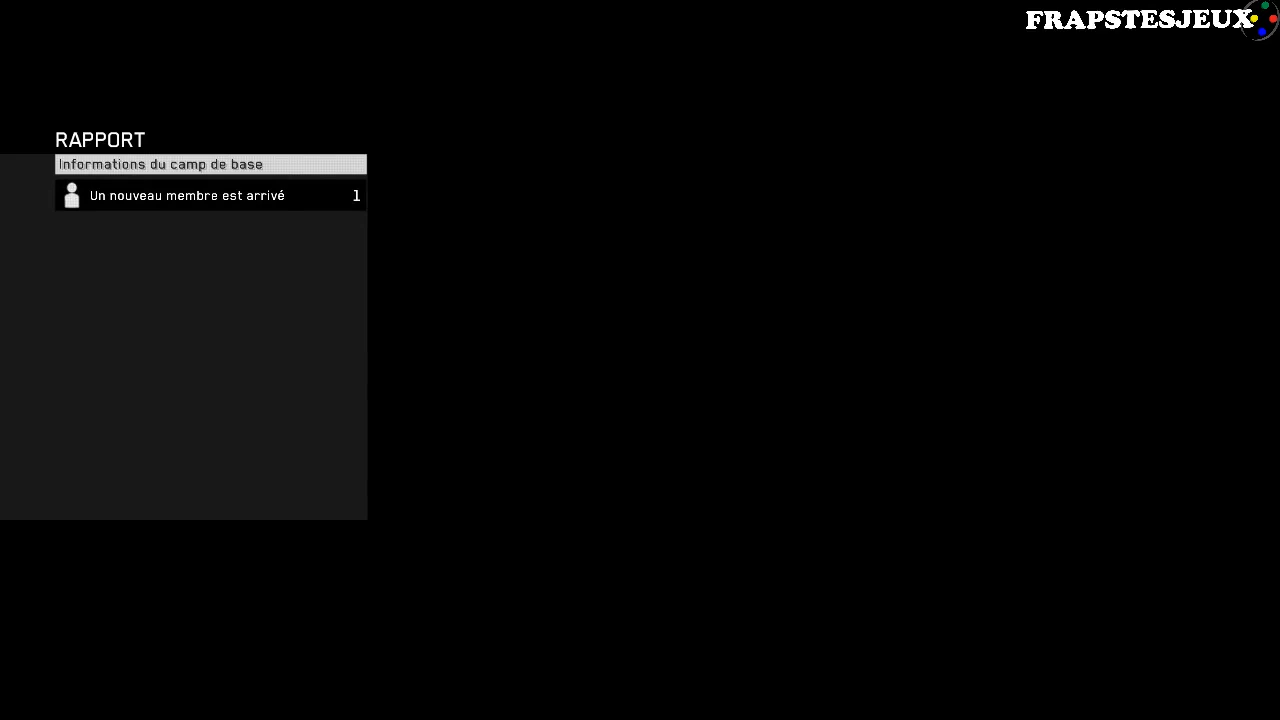 FRAPSTESJEUX
RAPPORT
Informations du camp de base
Un nouveau membre est arrivé 1